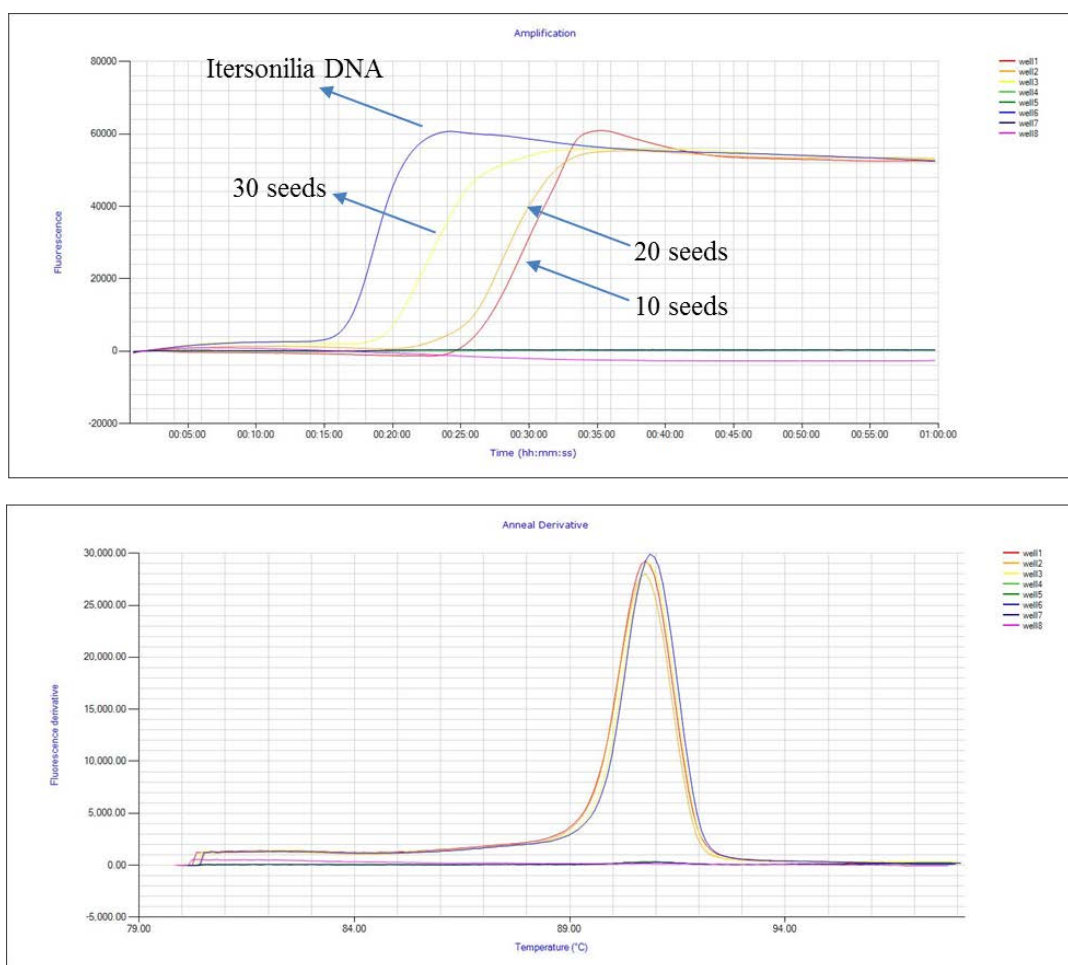 Amplification
80000
60000
40000
20000
0
-20000
Fluorescence
Itersonilia DNA
30 seeds
20 seeds
10 seeds
well1
well2
well3
well4
well5
well6
well7
well8
00:05:00 00:10:00 00:15:00 00:20:00 00:25:00 00:30:00 00:35:00 00:40:00 00:45:00 00:50:00 00:55:00 01:00:00
Time (hh:mm:ss)
Anneal Derivative
30,000.00
25,000.00
20,000.00
15,000.00
10,000.00
5,000.00
0.00
-5,000.00
Fluorescence derivative
well1
well2
well3
well4
well5
well6
well7
well8
79.00 84.00 89.00 94.00
Temperature (°C)